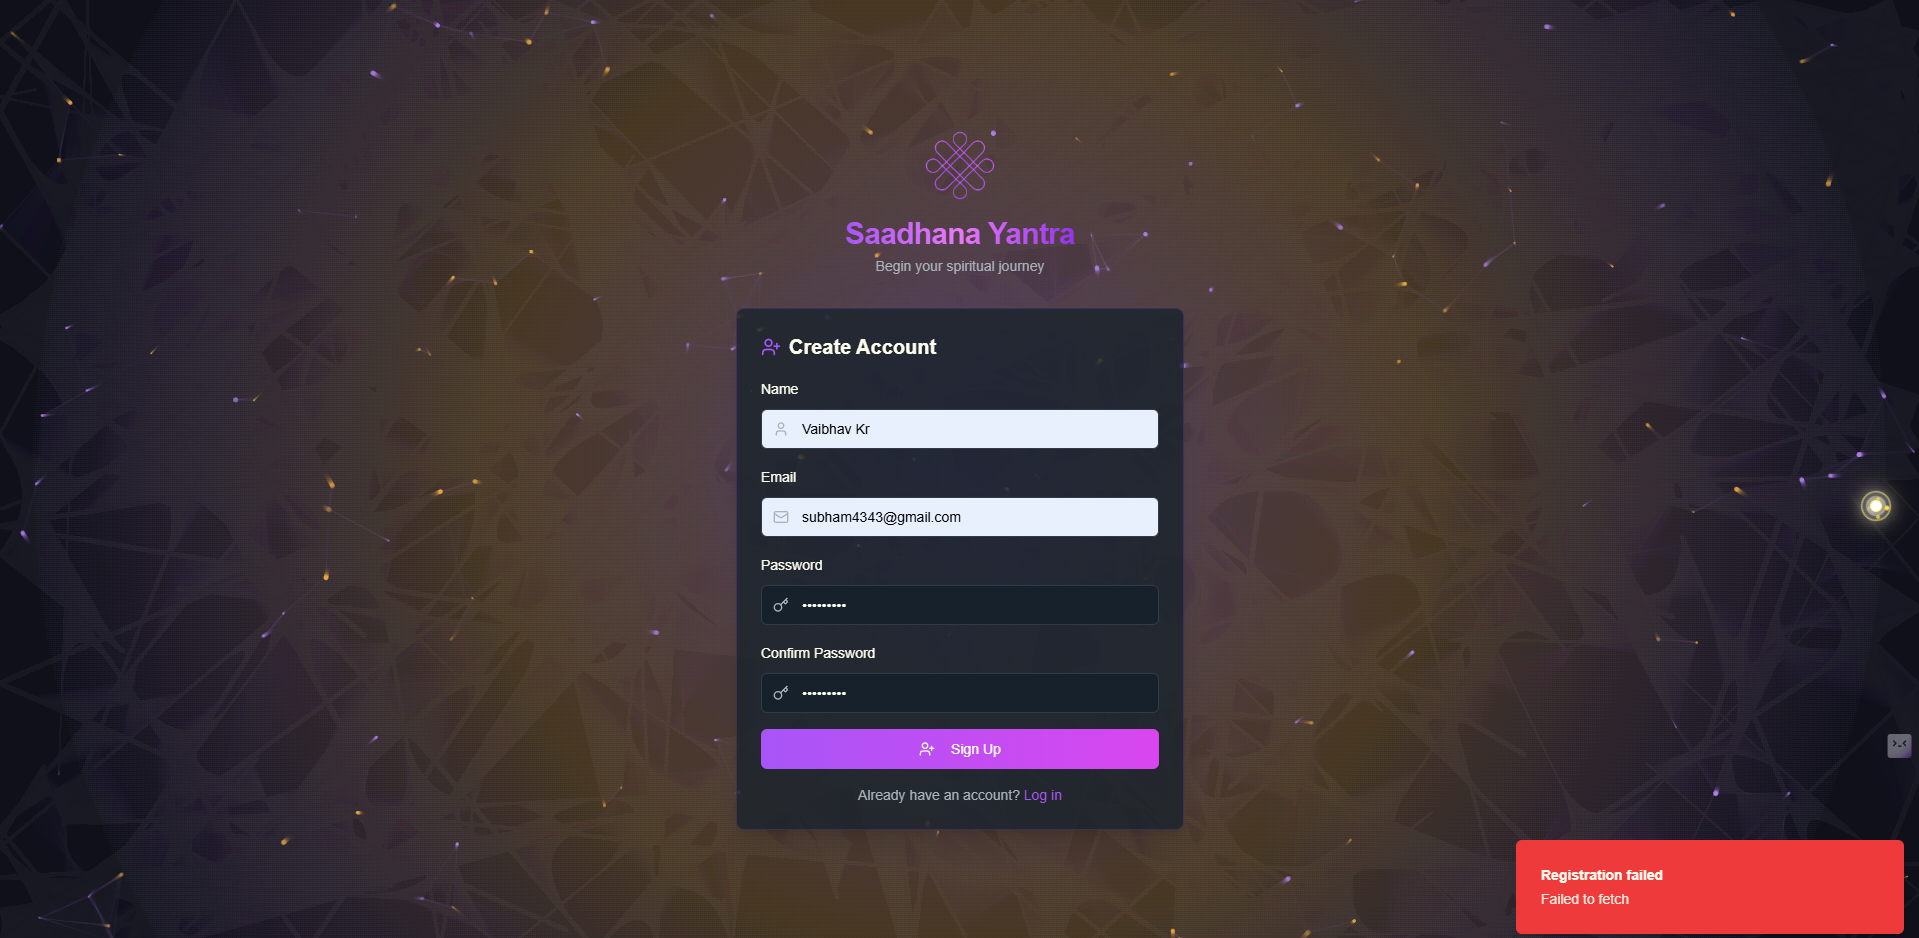 Saadhana Yantra
Begin your spiritual journey
Create Account
Name
Vaibhav Kr
Email
subham4343@gmail.com
Password
•••••••••
Confirm Password
•••••••••
Sign Up
Already have an account? Log in
Registration failed
Failed to fetch